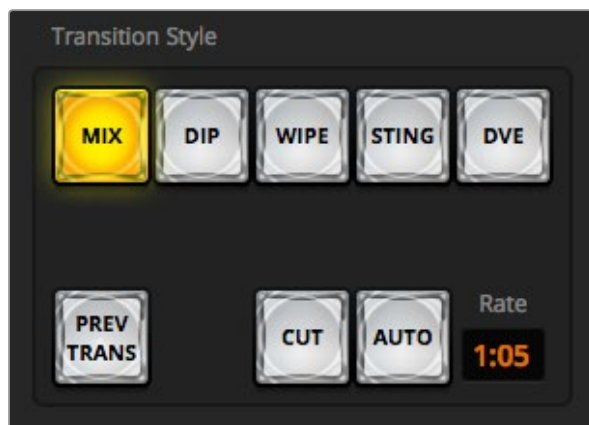 Transition Style
MIX DIP WIPE STING DVE
PREV
TRANS
CUT AUTO
Rate
1:05